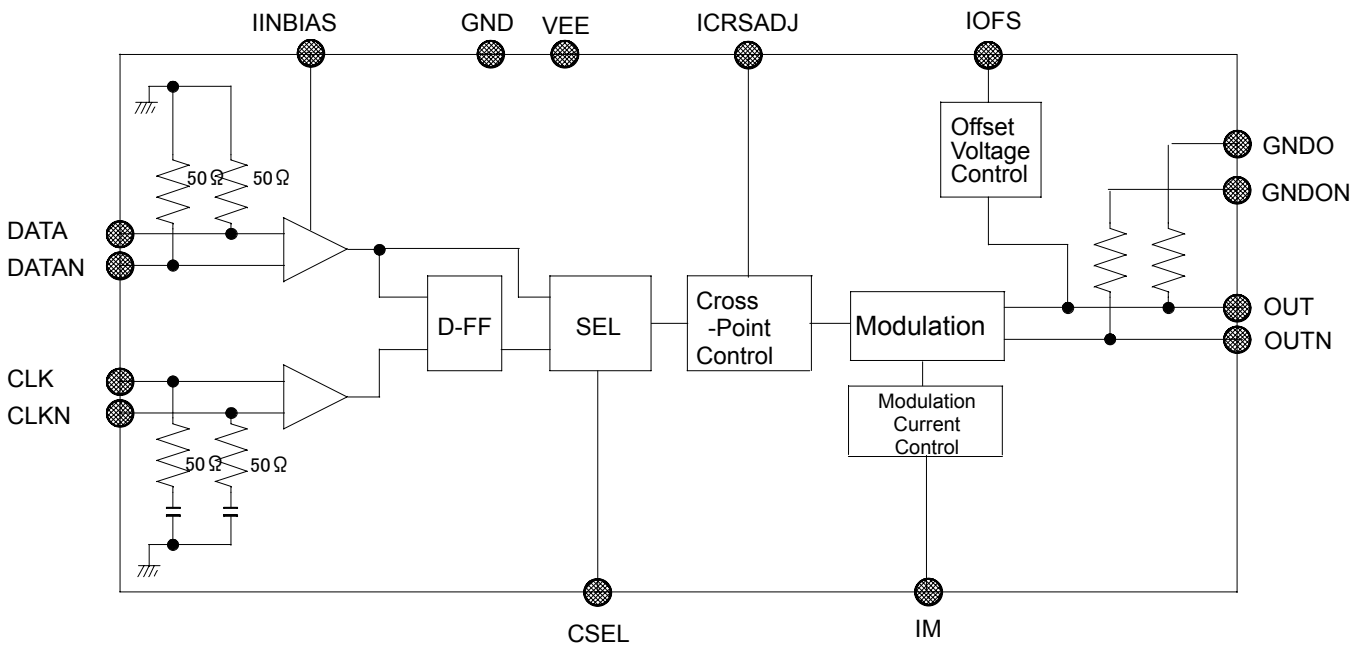 IINBIAS
GND
VEE
ICRSADJ
IOFS
50Ω
50Ω
Offset
Voltage
Control
GNDO
GNDON
DATA
DATAN
D-FF
SEL
Cross
-Point
Control
Modulation
OUT
OUTN
CLK
CLKN
Modulation
Current
Control
50Ω
50Ω
CSEL
IM